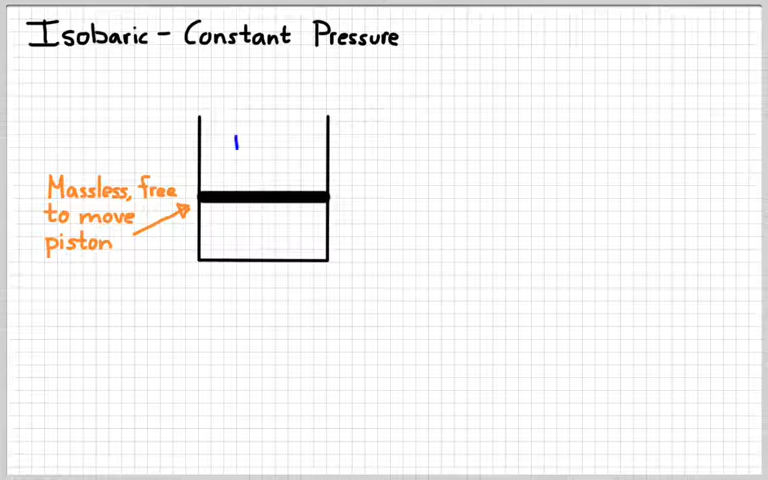 Isobaric - Constant Pressure
Massless, free
to move
piston